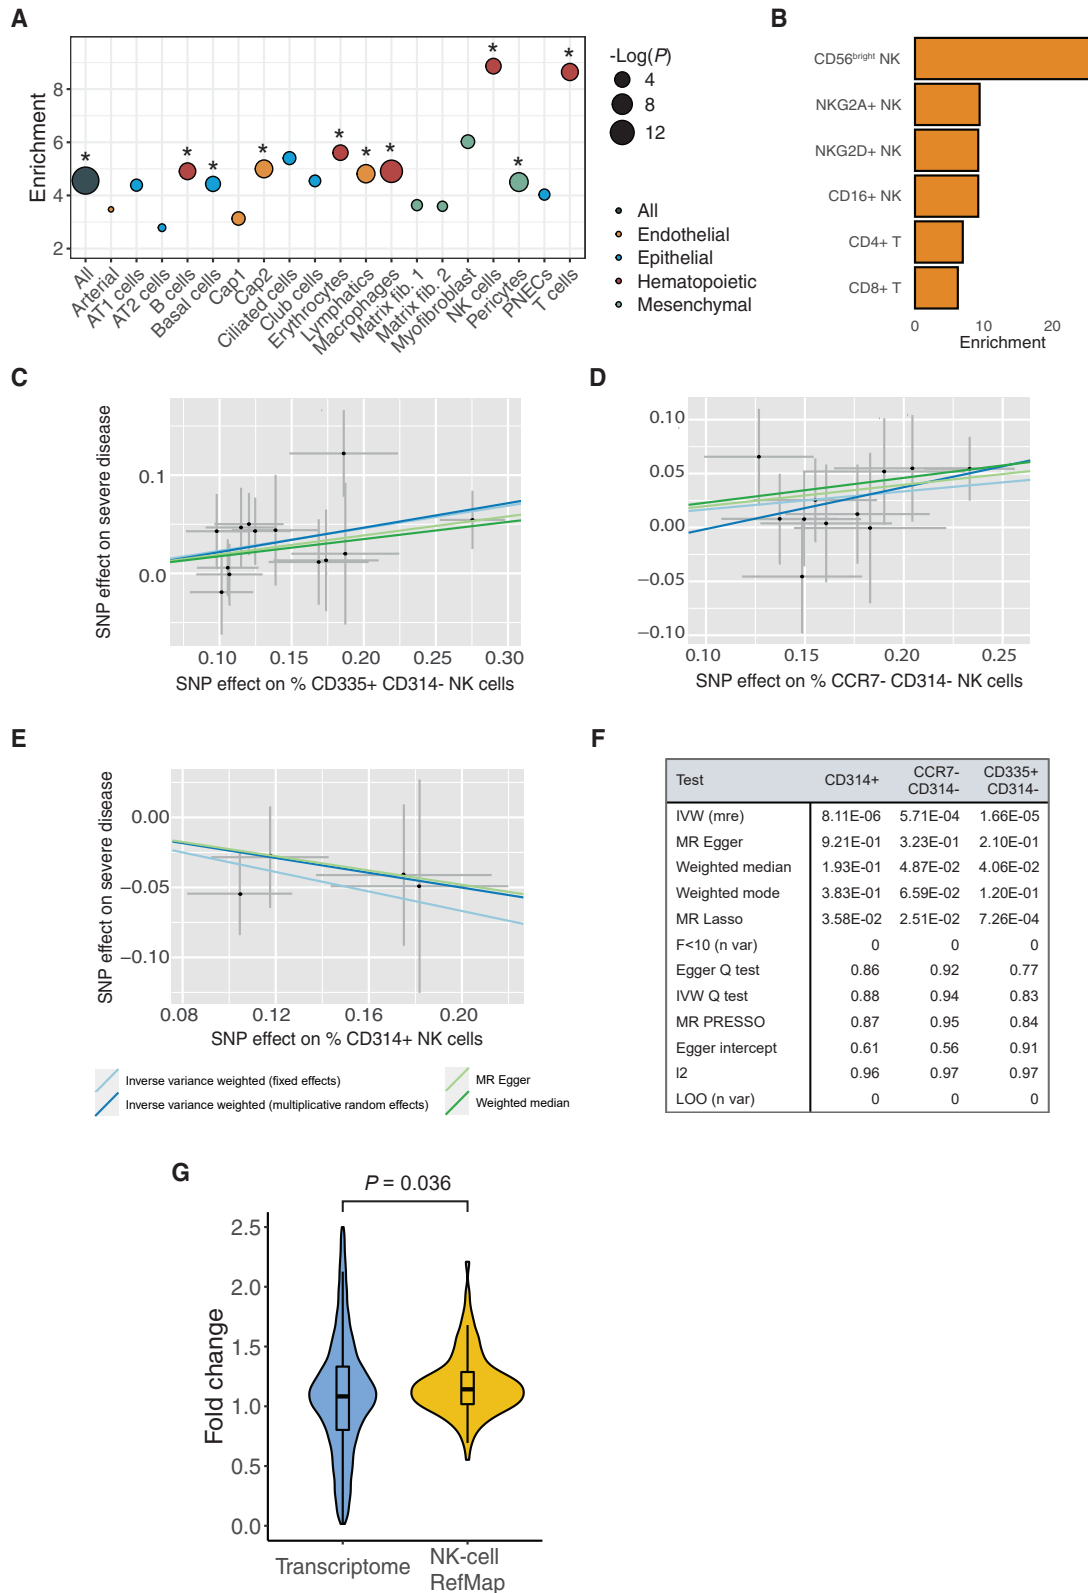 A
Enrichment
8
6
4
2
*
*
*
*
*
*
*
*
*
*
All
Arterial
AT1 cells
AT2 cells
B cells
Basal cells
Cap1
Cap2
Ciliated cells
Club cells
Erythrocytes
Lymphatics
Macrophages
Matrix fib. 1
Matrix fib. 2
Myofibroblast
NK cells
Pericytes
PNECs
T cells
-Log(P)
4
8
12
All
Endothelial
Epithelial
Hematopoietic
Mesenchymal
B
CD56bright NK
NKG2A+ NK
NKG2D+ NK
CD16+ NK
CD4+ T
CD8+ T
0 10 20
Enrichment
C
SNP effect on severe disease
0.1
0.0
0.10 0.15 0.20 0.25 0.30
SNP effect on % CD335+ CD314- NK cells
D
0.10
0.05
0.00
−0.05
−0.10
0.10 0.15 0.20 0.25
SNP effect on % CCR7- CD314- NK cells
E
SNP effect on severe disease
0.00
−0.05
−0.10
0.08 0.12 0.16 0.20
SNP effect on % CD314+ NK cells
Inverse variance weighted (fixed effects)
Inverse variance weighted (multiplicative random effects)
MR Egger
Weighted median
F
Test CD314+ CCR7- CD314- CD335+ CD314-
IVW (mre) 8.11E-06 5.71E-04 1.66E-05
MR Egger 9.21E-01 3.23E-01 2.10E-01
Weighted median 1.93E-01 4.87E-02 4.06E-02
Weighted mode 3.83E-01 6.59E-02 1.20E-01
MR Lasso 3.58E-02 2.51E-02 7.26E-04
F<10 (n var) 0 0 0
Egger Q test 0.86 0.92 0.77
IVW Q test 0.88 0.94 0.83
MR PRESSO 0.87 0.95 0.84
Egger intercept 0.61 0.56 0.91
I2 0.96 0.97 0.97
LOO (n var) 0 0 0
G
P = 0.036
Fold change
2.5
2.0
1.5
1.0
0.5
0.0
Transcriptome
NK-cell
RefMap